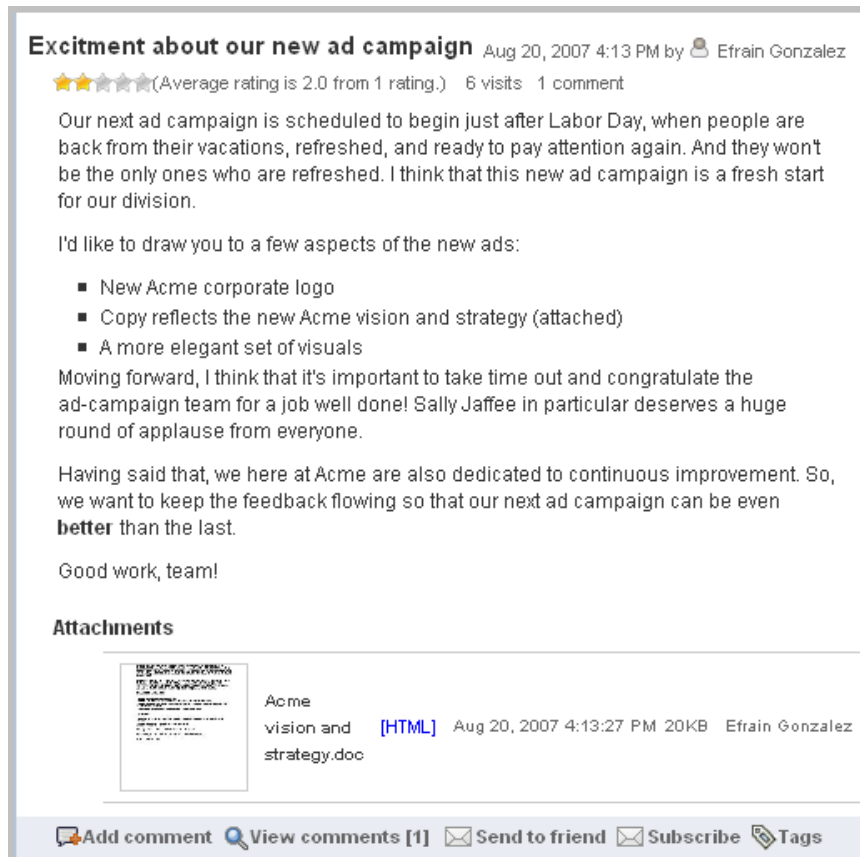 Excitment about our new ad campaign Aug 20, 2007 4:13 PM by Efrain Gonzalez
(Average rating is 2.0 from 1 rating.) 6 visits 1 comment
Our next ad campaign is scheduled to begin just after Labor Day, when people are
back from their vacations, refreshed, and ready to pay attention again. And they won't
be the only ones who are refreshed. I think that this new ad campaign is a fresh start
for our division.
I'd like to draw you to a few aspects of the new ads:
New Acme corporate logo
Copy reflects the new Acme vision and strategy (attached)
A more elegant set of visuals
Moving forward, I think that it's important to take time out and congratulate the
ad-campaign team for a job well done! Sally Jaffee in particular deserves a huge
round of applause from everyone.
Having said that, we here at Acme are also dedicated to continuous improvement. So,
we want to keep the feedback flowing so that our next ad campaign can be even
better than the last.
Good work, team!
Attachments
Acme
vision and [HTML] Aug 20, 2007 4:13:27 PM 20KB Efrain Gonzalez
strategy.doc
Add comment View comments [1] Send to friend Subscribe Tags